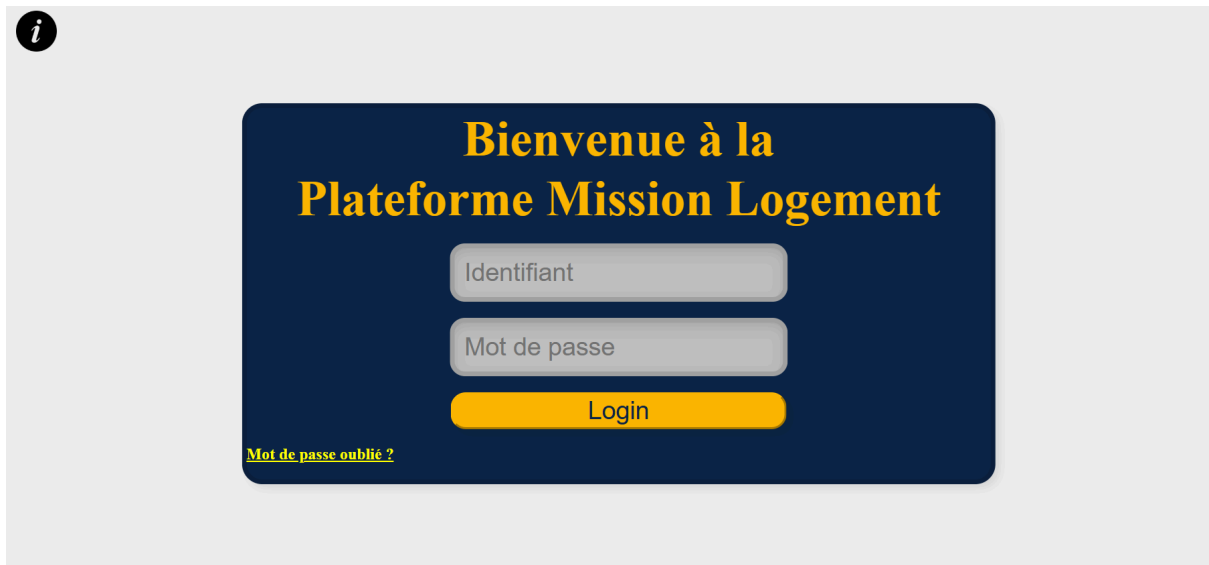 i
Bienvenue à la
Plateforme Mission Logement
Identifiant
Mot de passe
Login
Mot de passe oublié ?